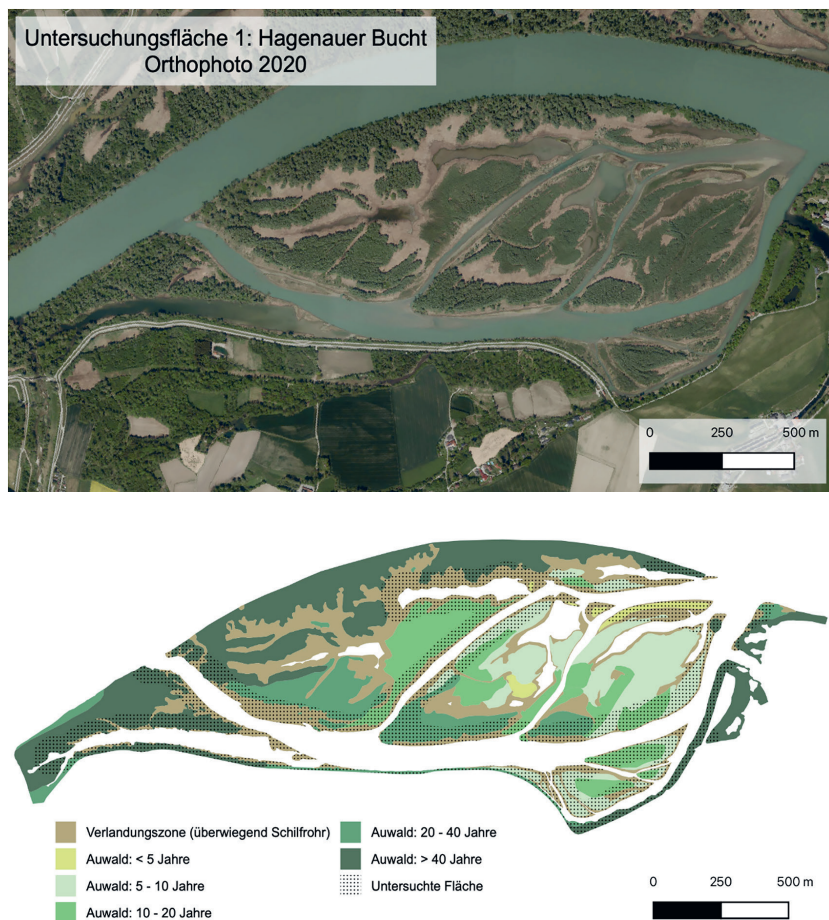 Untersuchungsfläche 1: Hagenauer Bucht
Orthophoto 2020
0 250 500 m
Verlandungszone (überwiegend Schilfrohr)
Auwald: < 5 Jahre
Auwald: 5 - 10 Jahre
Auwald: 10 - 20 Jahre
Auwald: 20 - 40 Jahre
Auwald: > 40 Jahre
Untersuchte Fläche
0 250 500 m